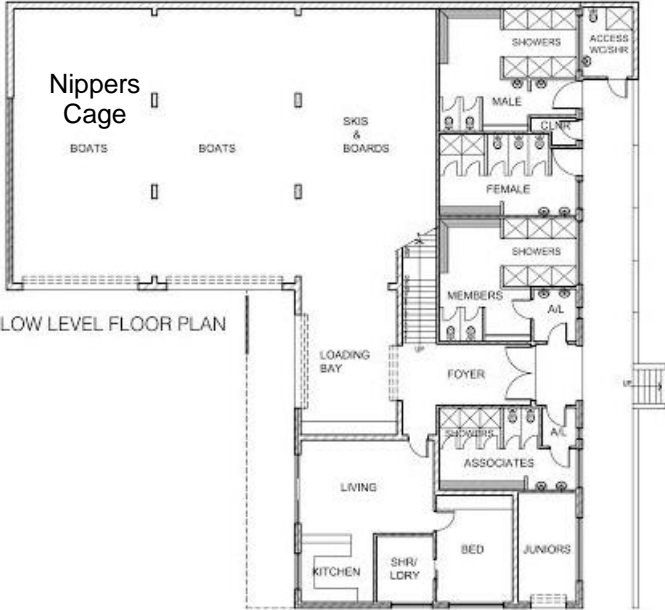 SHOWERS
ACCESS
WC/SHR
Nippers
Cage
MALE
SKIS
&
BOARDS
CLNR
BOATS
BOATS
FEMALE
SHOWERS
MEMBERS
A/L
LOW LEVEL FLOOR PLAN
UP
LOADING
BAY
FOYER
UP
SHOWERS
A/L
ASSOCIATES
LIVING
BED
JUNIORS
KITCHEN
SHR/
LDRY